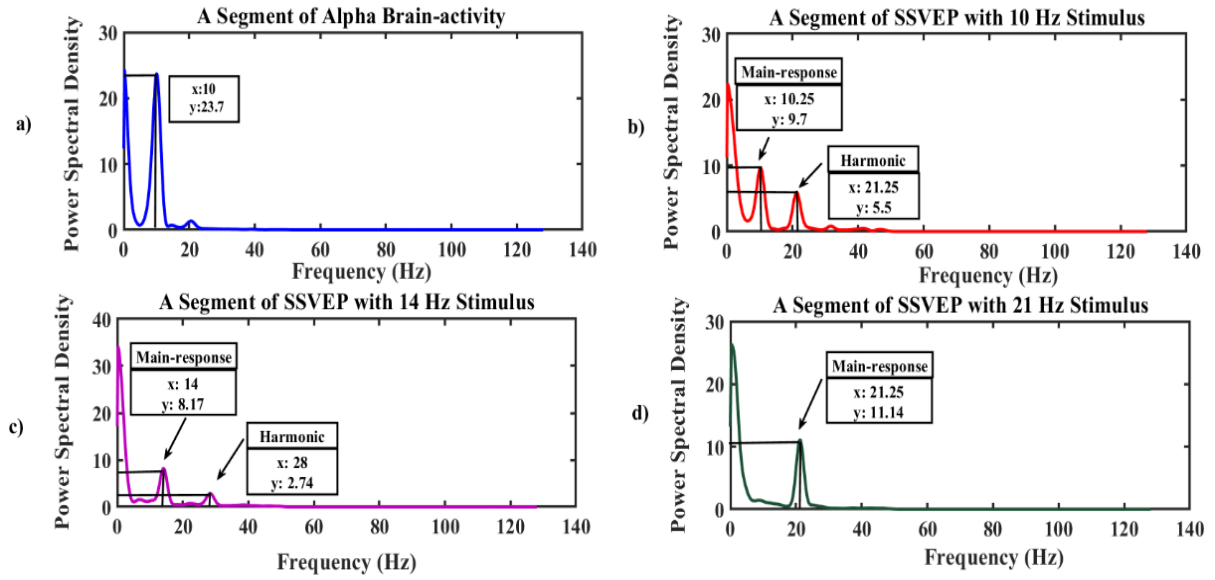 A Segment of Alpha Brain-activity
a)
Power Spectral Density
30
20
10
0
x:10
y:23.7
0 20 40 60 80 100 120 140
Frequency (Hz)
A Segment of SSVEP with 10 Hz Stimulus
b)
Power Spectral Density
30
20
10
0
Main-response
x: 10.25
y: 9.7
Harmonic
x: 21.25
y: 5.5
0 20 40 60 80 100 120 140
Frequency (Hz)
A Segment of SSVEP with 14 Hz Stimulus
c)
Power Spectral Density
40
30
20
10
0
Main-response
x: 14
y: 8.17
Harmonic
x: 28
y: 2.74
0 20 40 60 80 100 120 140
Frequency (Hz)
A Segment of SSVEP with 21 Hz Stimulus
d)
Power Spectral Density
30
20
10
0
Main-response
x: 21.25
y: 11.14
0 20 40 60 80 100 120 140
Frequency (Hz)